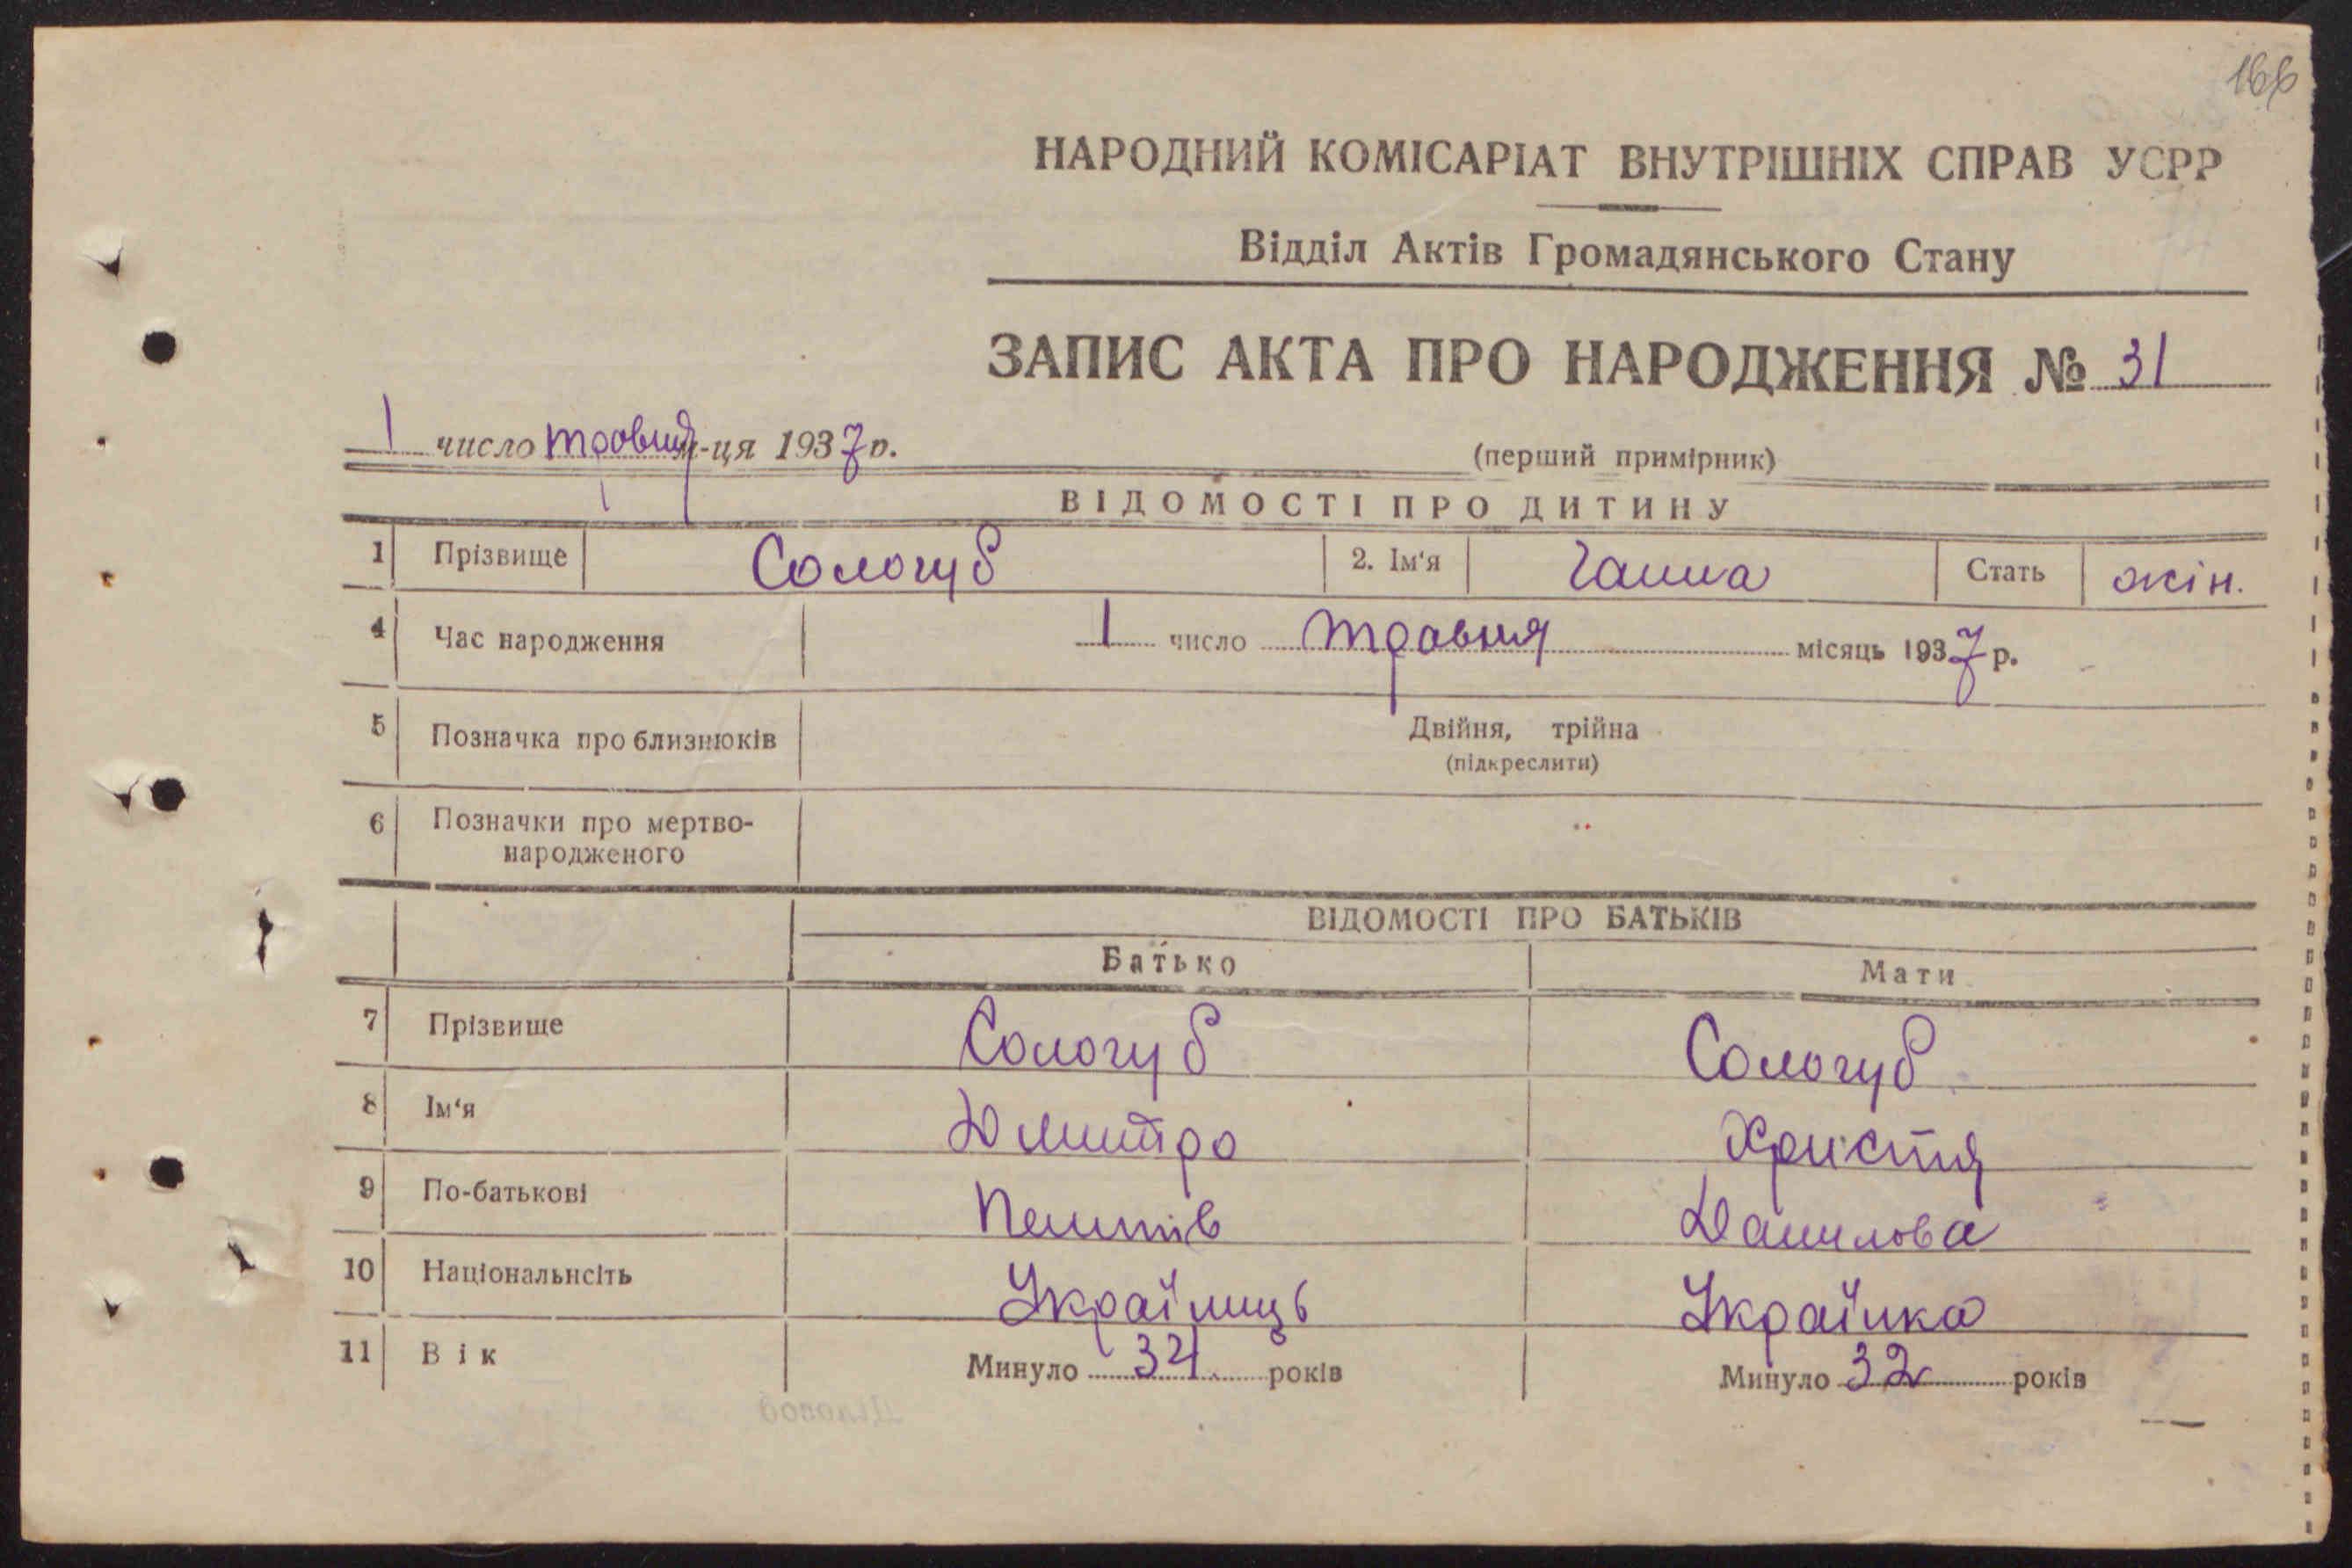 166
НАРОДНИЙ КОМІСАРІАТ ВНУТРІШНІХ СПРАВ УСРР
Відділ Актів Громадянського Стану
ЗАПИС АКТА ПРО НАРОДЖЕННЯ № 31
1 число травня м-ця 1937 р.
(перший примірник)
ВІДОМОСТІ ПРО ДИТИНУ
1 Прізвище Сологуб 2. Ім'я Ганна Стать жін.
4 Час народження 1 число травня місяць 1937 р.
5 Позначка про близнюків Двійня, трійна
(підкреслити)
6 Позначки про мертво-
народженого
ВІДОМОСТІ ПРО БАТЬКІВ
Батько Мати
7 Прізвище Сологуб Сологуб
8 Ім'я Дмитро Христя
9 По-батькові Данилова
10 Національнсіть Українець Українка
11 Вік Минуло 34 років Минуло 32 років